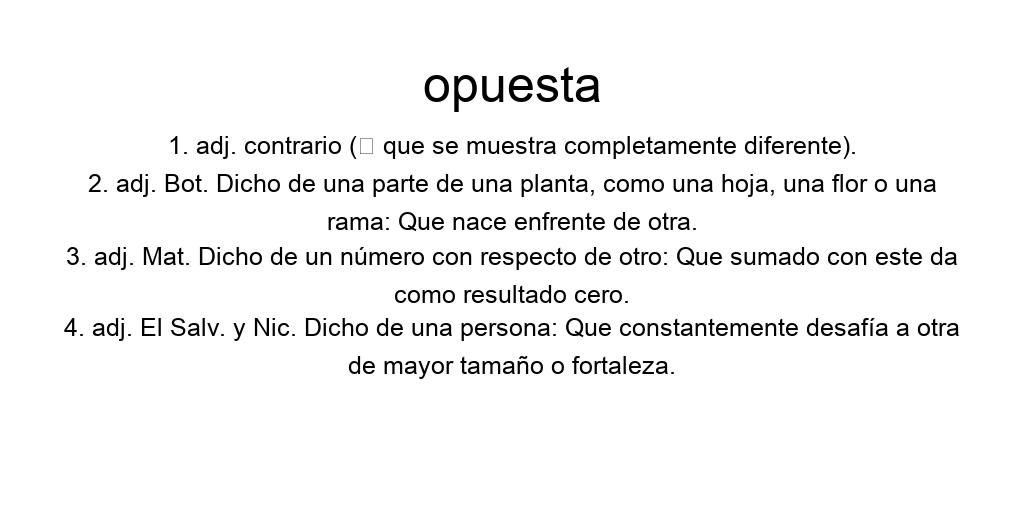 opuesta
1. adj. contrario (□ que se muestra completamente diferente).
2. adj. Bot. Dicho de una parte de una planta, como una hoja, una flor o una
rama: Que nace enfrente de otra.
3. adj. Mat. Dicho de un número con respecto de otro: Que sumado con este da
como resultado cero.
4. adj. El Salv. y Nic. Dicho de una persona: Que constantemente desafía a otra
de mayor tamaño o fortaleza.